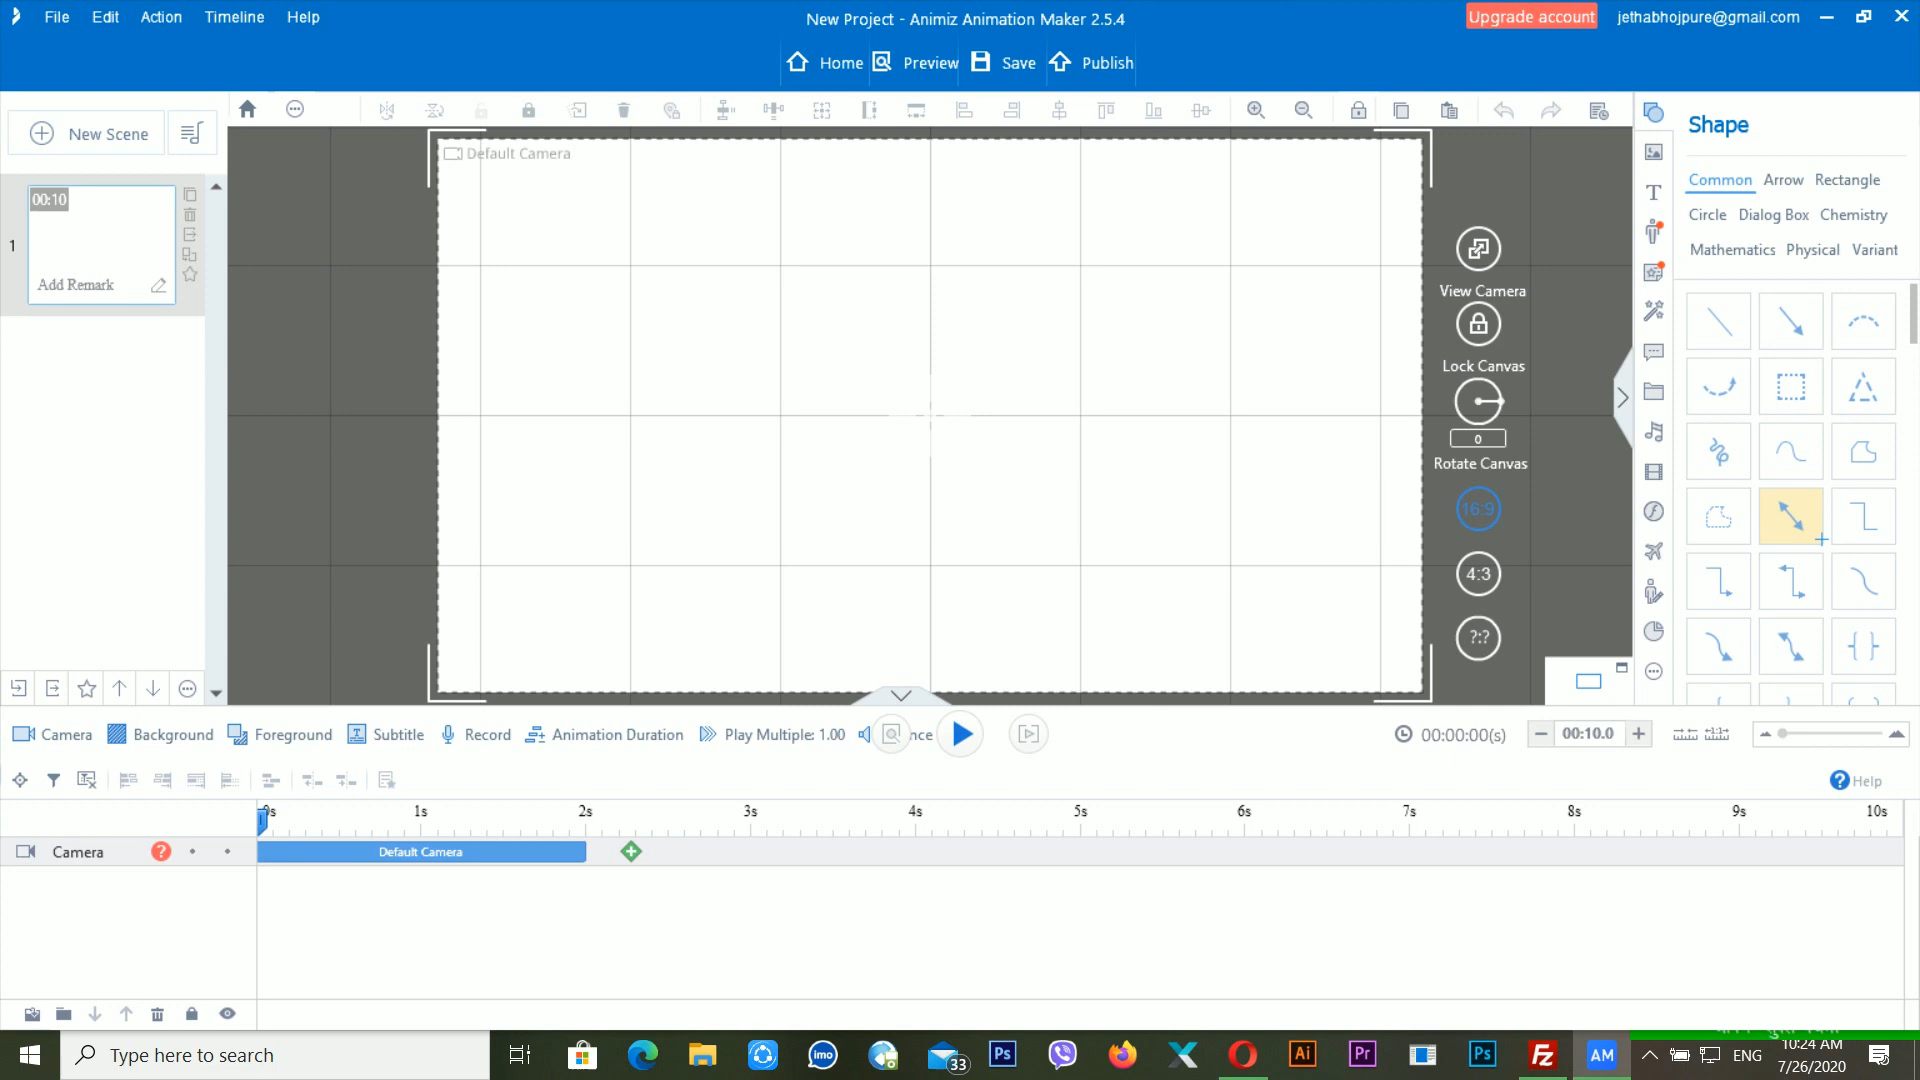 File Edit Action Timeline Help
New Project - Animiz Animation Maker 2.5.4
Upgrade account jethabhojpure@gmail.com
Home Preview Save Publish
New Scene
00:10
1
Add Remark
Default Camera
View Camera
Lock Canvas
0
Rotate Canvas
16:9
4:3
?:?
Shape
Common Arrow Rectangle
Circle Dialog Box Chemistry
Mathematics Physical Variant
Camera Background Foreground Subtitle Record Animation Duration Play Multiple: 1.00
00:00:00(s) 00:10.0
Help
1s 2s 3s 4s 5s 6s 7s 8s 9s 10s
Camera ? Default Camera
Type here to search
imo 33 Ps Ai Pr Ps Fz AM
ENG 10:24 AM
7/26/2020